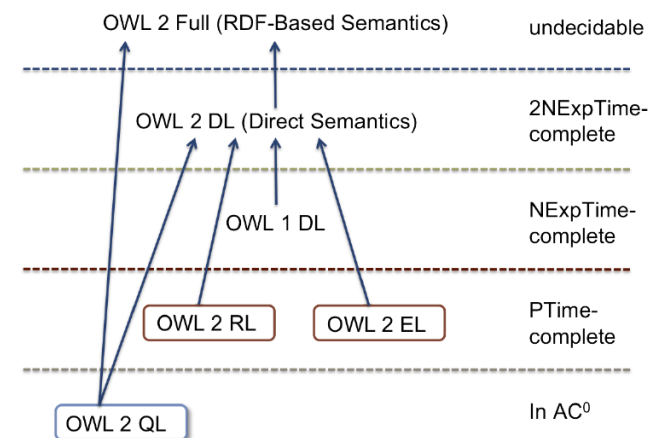 OWL 2 Full (RDF-Based Semantics)
undecidable
OWL 2 DL (Direct Semantics)
2NExpTime-
complete
OWL 1 DL
NExpTime-
complete
OWL 2 RL
OWL 2 EL
PTime-
complete
OWL 2 QL
In AC⁰